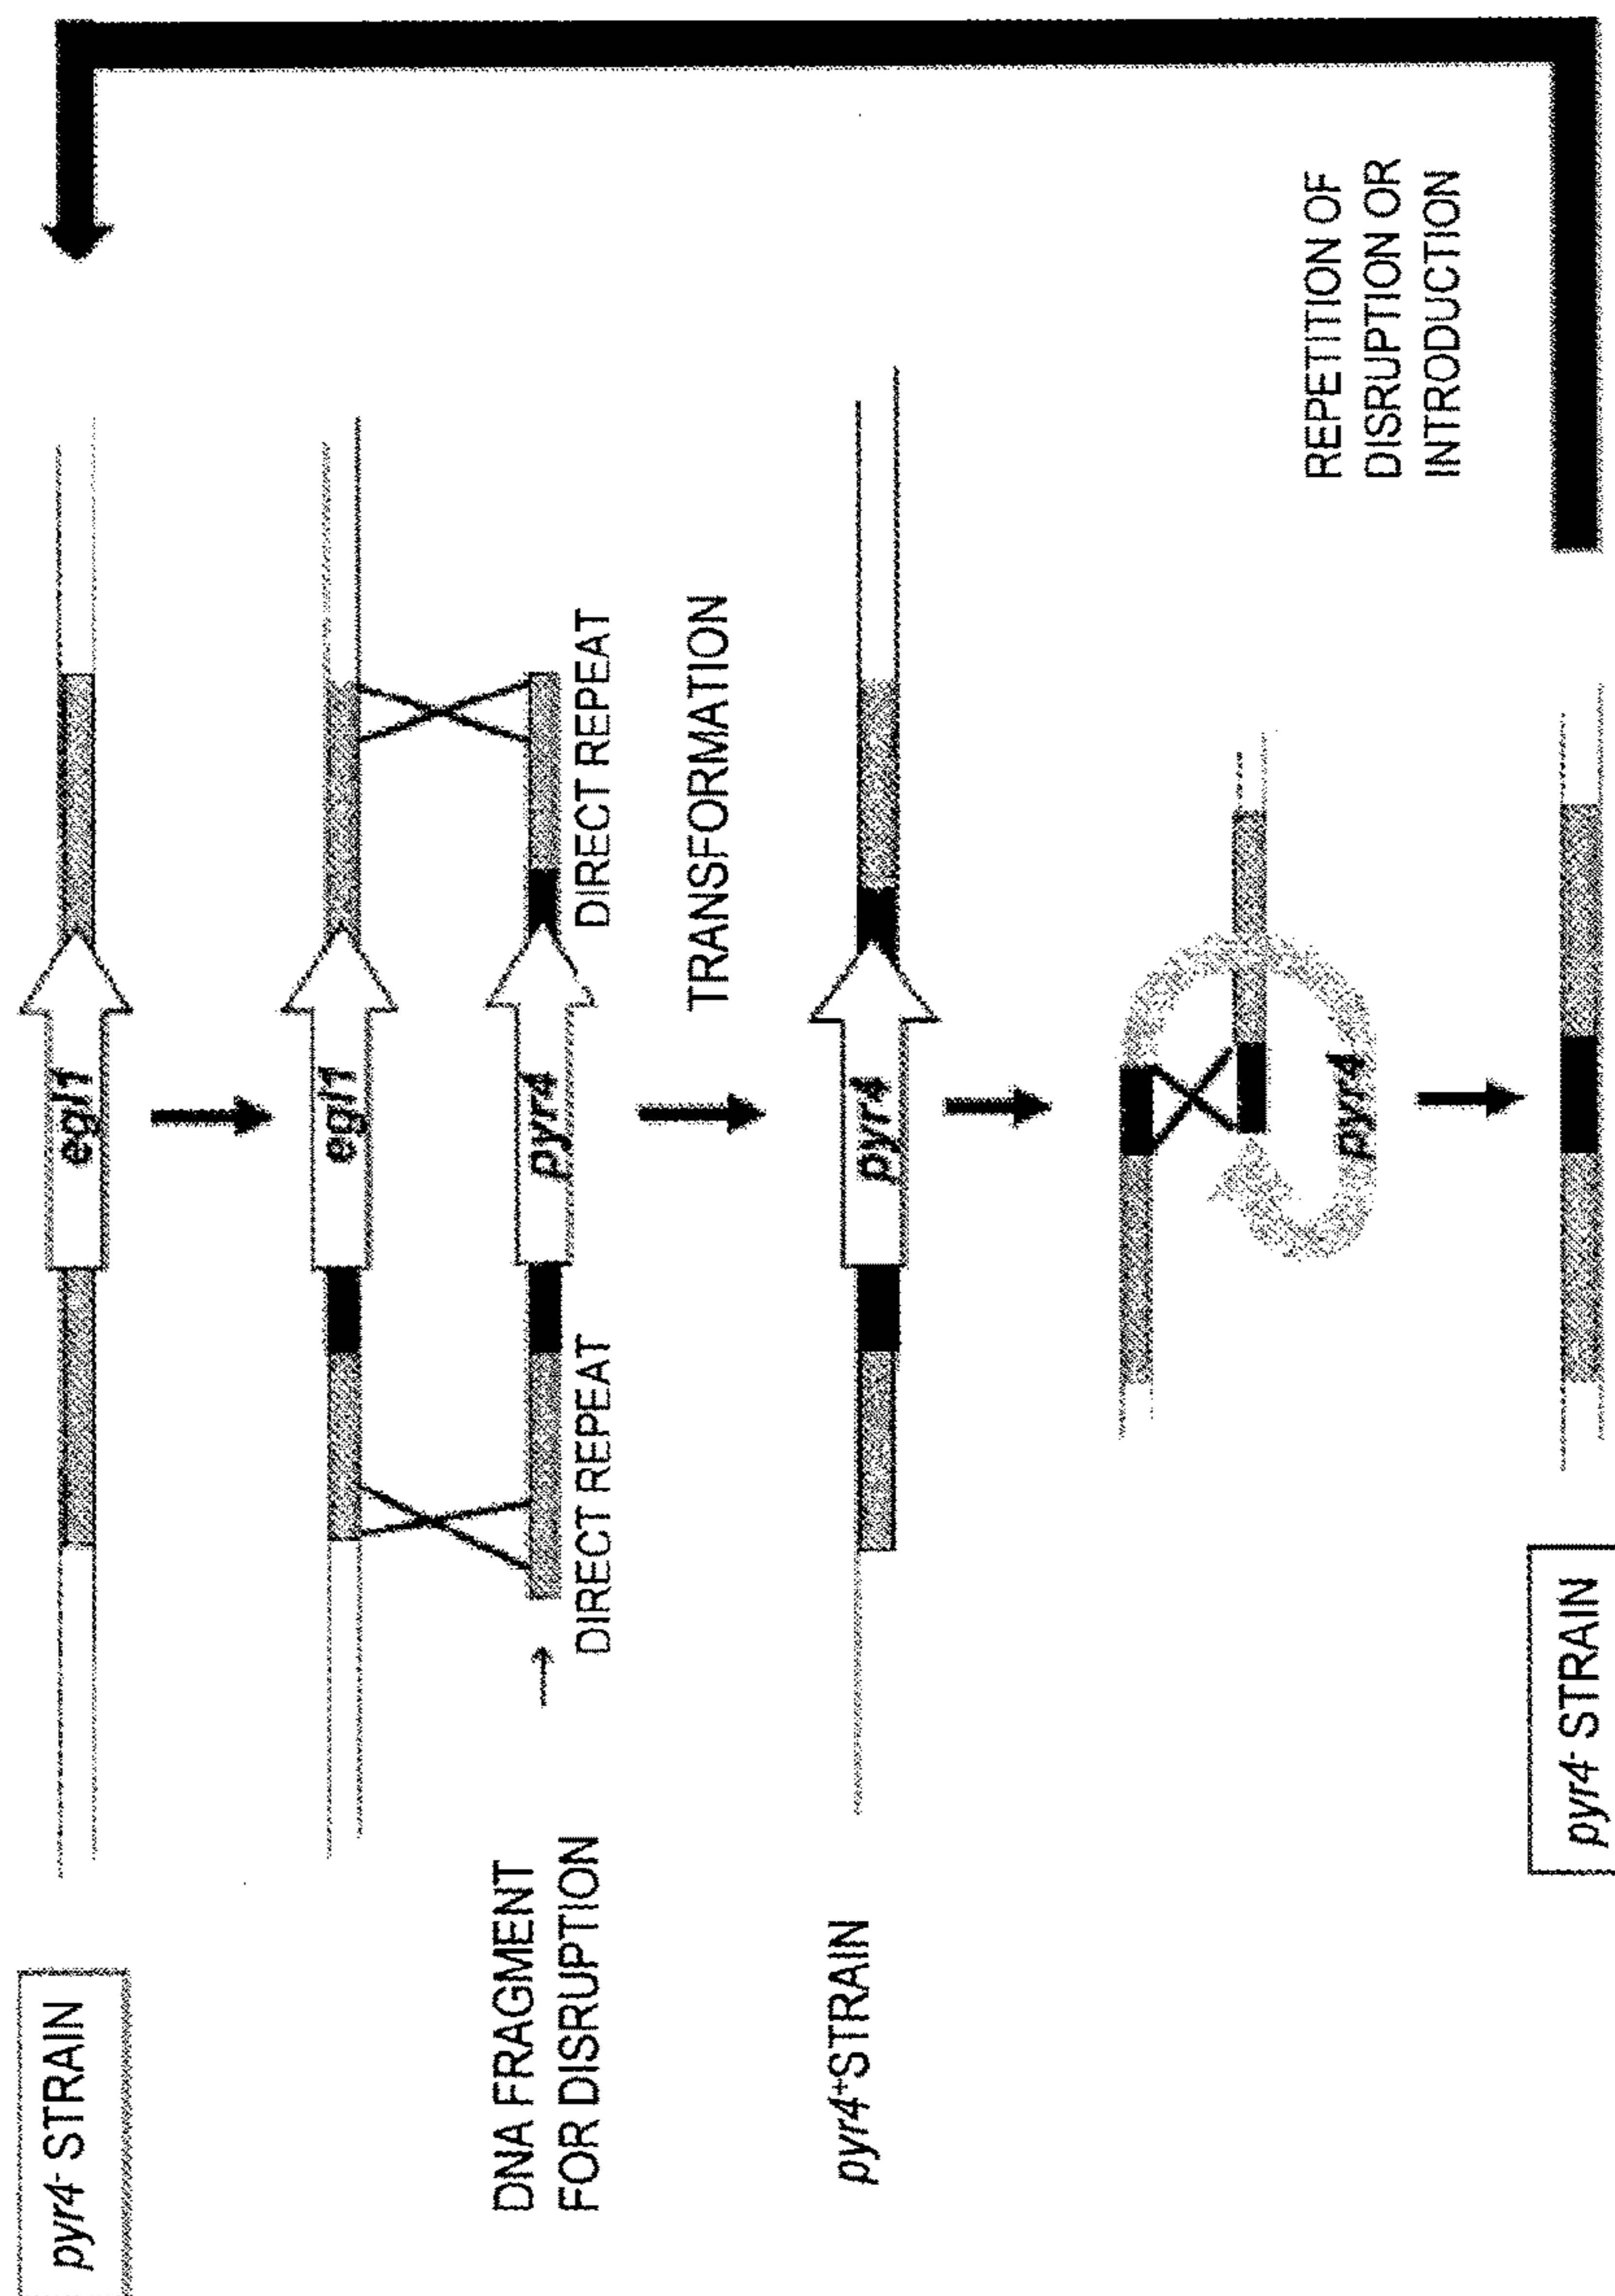 pyr4- STRAIN
egl1
egl1
DNA FRAGMENT
FOR DISRUPTION
pyr4
DIRECT REPEAT
DIRECT REPEAT
TRANSFORMATION
pyr4+STRAIN
pyr4
pyr4
REPETITION OF
DISRUPTION OR
INTRODUCTION
pyr4- STRAIN